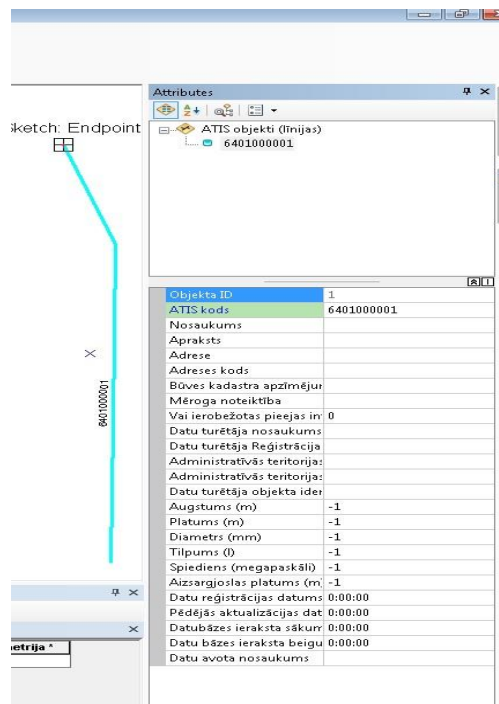 Attributes
Sketch: Endpoint
ATIS objekti (līnijas)
6401000001
6401000001
Objekta ID 1
ATIS kods 6401000001
Nosaukums
Apraksts
Adrese
Adreses kods
Būves kadastra apzīmējur
Mēroga noteiktība
Vai ierobežotas pieejas in 0
Datu turētāja nosaukums
Datu turētāja Reģistrācija
Administratīvās teritorijas
Administratīvās teritorijas
Datu turētāja objekta ider
Augstums (m) -1
Platums (m) -1
Diametrs (mm) -1
Tilpums (l) -1
Spiediens (megapaskāli) -1
Aizsargjoslas platums (m) -1
Datu reģistrācijas datums 0:00:00
Pēdējās aktualizācijas dat 0:00:00
Datubāzes ieraksta sākum 0:00:00
Datu bāzes ieraksta beigu 0:00:00
Datu avota nosaukums
etrija *